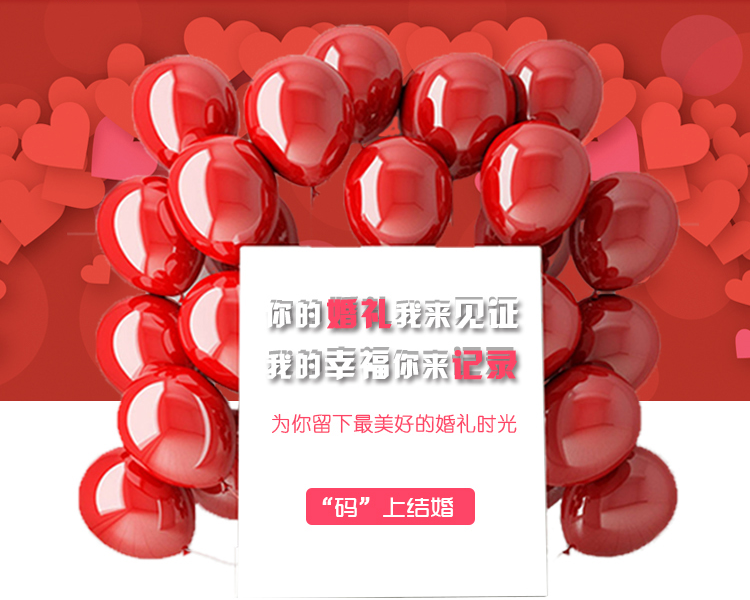 你的婚礼我来见证
我的幸福你来记录
为你留下最美好的婚礼时光
“码”上结婚